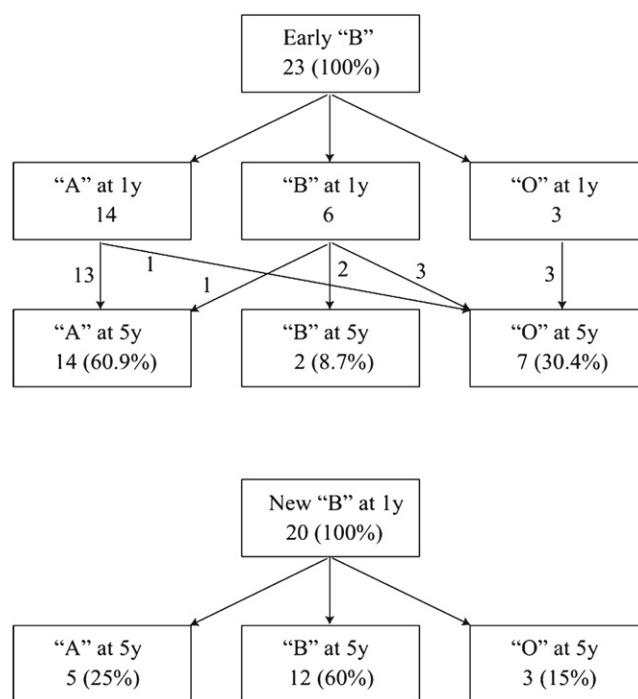 Early “B”
23 (100%)
“A” at 1y
14
“B” at 1y
6
“O” at 1y
3
13
1
1
2
3
3
“A” at 5y
14 (60.9%)
“B” at 5y
2 (8.7%)
“O” at 5y
7 (30.4%)
New “B” at 1y
20 (100%)
“A” at 5y
5 (25%)
“B” at 5y
12 (60%)
“O” at 5y
3 (15%)